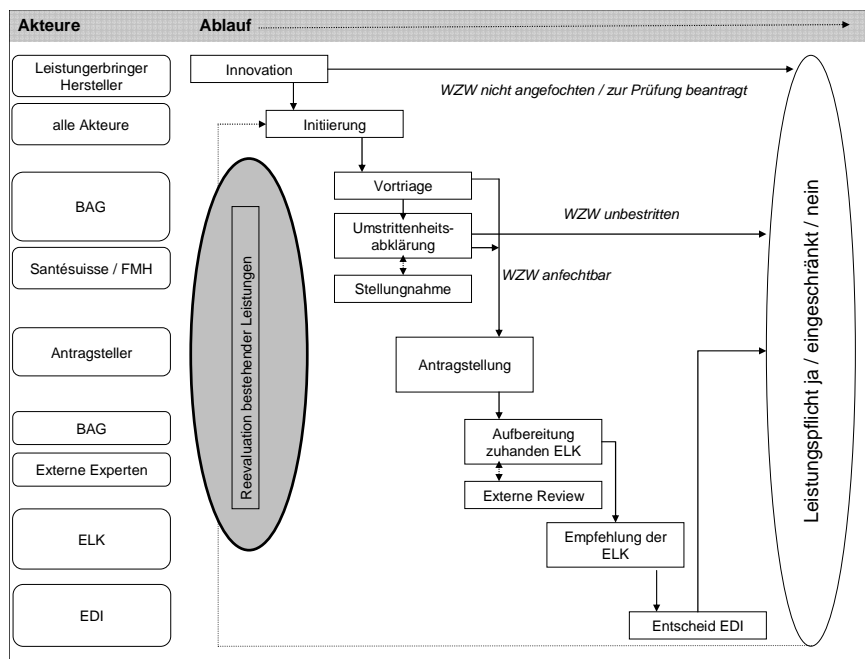 Akteure
Ablauf
Leistungerbringer
Hersteller
Innovation
WZW nicht angefochten / zur Prüfung beantragt
alle Akteure
Initiierung
BAG
Vortriage
Umstrittenheits-
abklärung
WZW unbestritten
Santésuisse / FMH
WZW anfechtbar
Stellungnahme
Reevaluation bestehender Leistungen
Antragsteller
Antragstellung
BAG
Aufbereitung
zuhanden ELK
Externe Experten
Externe Review
ELK
Empfehlung der
ELK
EDI
Entscheid EDI
Leistungspflicht ja / eingeschränkt / nein